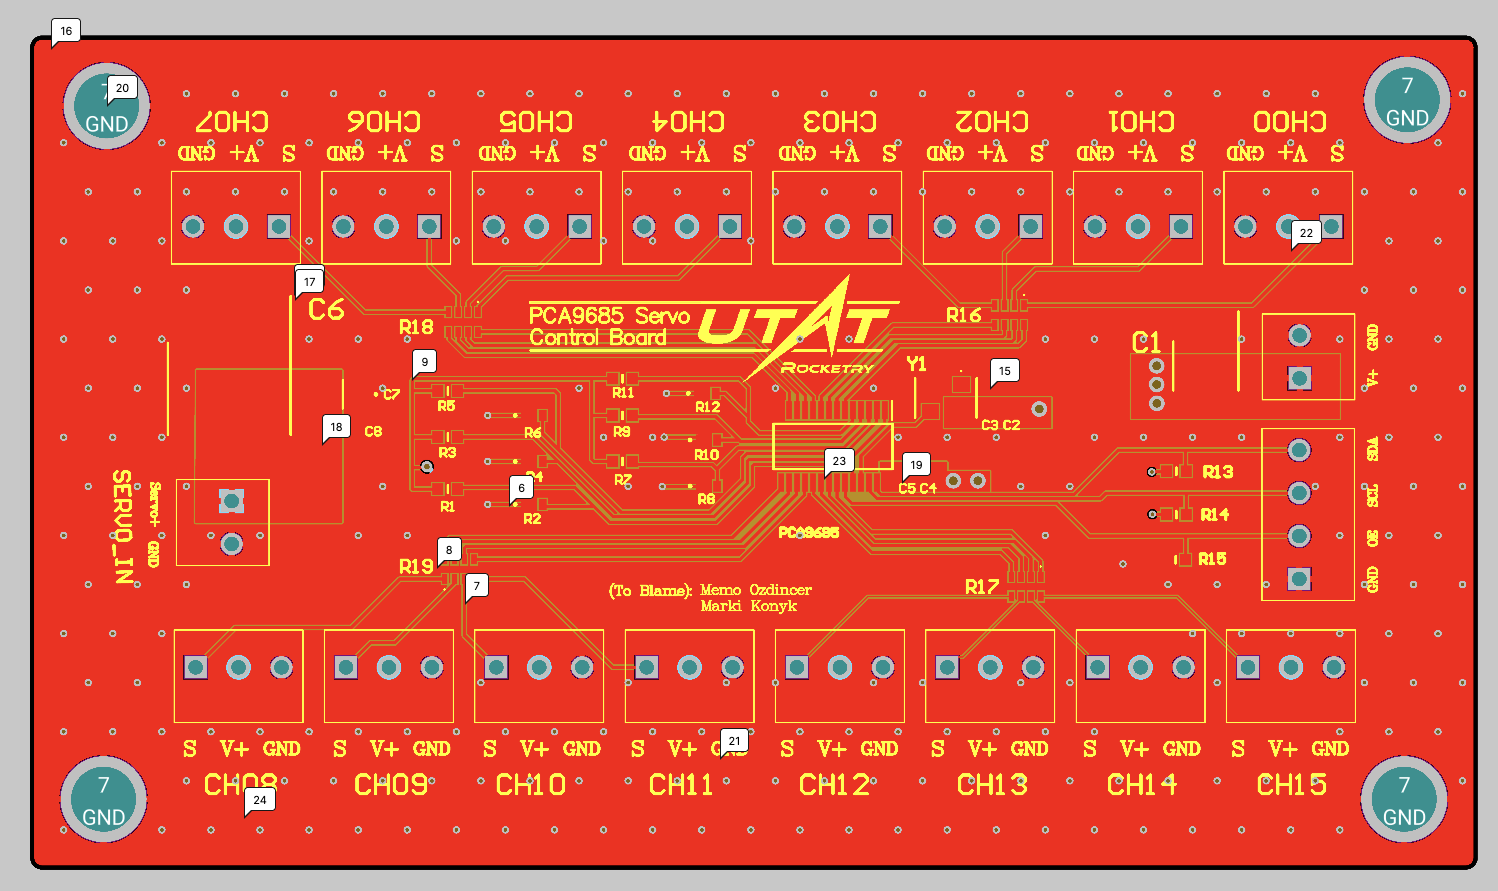 16
20
7
GND
7
GND
CH07 CH06 CH05 CH04 CH03 CH02 CH01 CH00
GND V+ S GND V+ S GND V+ S GND V+ S GND V+ S GND V+ S GND V+ S GND V+ S
22
17
C6
R18
PCA9685 Servo
Control Board
UTAT
ROCKETRY
R16
C1
GND
V+
9
Y1
15
C7
R5
R11
R12
C3 C2
18
C8
R6
R9
R3
R10
23
19
SDA
R13
SCL
R4
R7
6
R1
R2
R8
C5 C4
R14
SERVO_IN
Servo+ GND
PCA9685
OE
R15
GND
8
R19
7
(To Blame): Memo Ozdincer
Marki Konyk
R17
S V+ GND S V+ GND S V+ GND S V+ GND S V+ GND S V+ GND S V+ GND S V+ GND
21
CH08 CH09 CH10 CH11 CH12 CH13 CH14 CH15
24
7
GND
7
GND